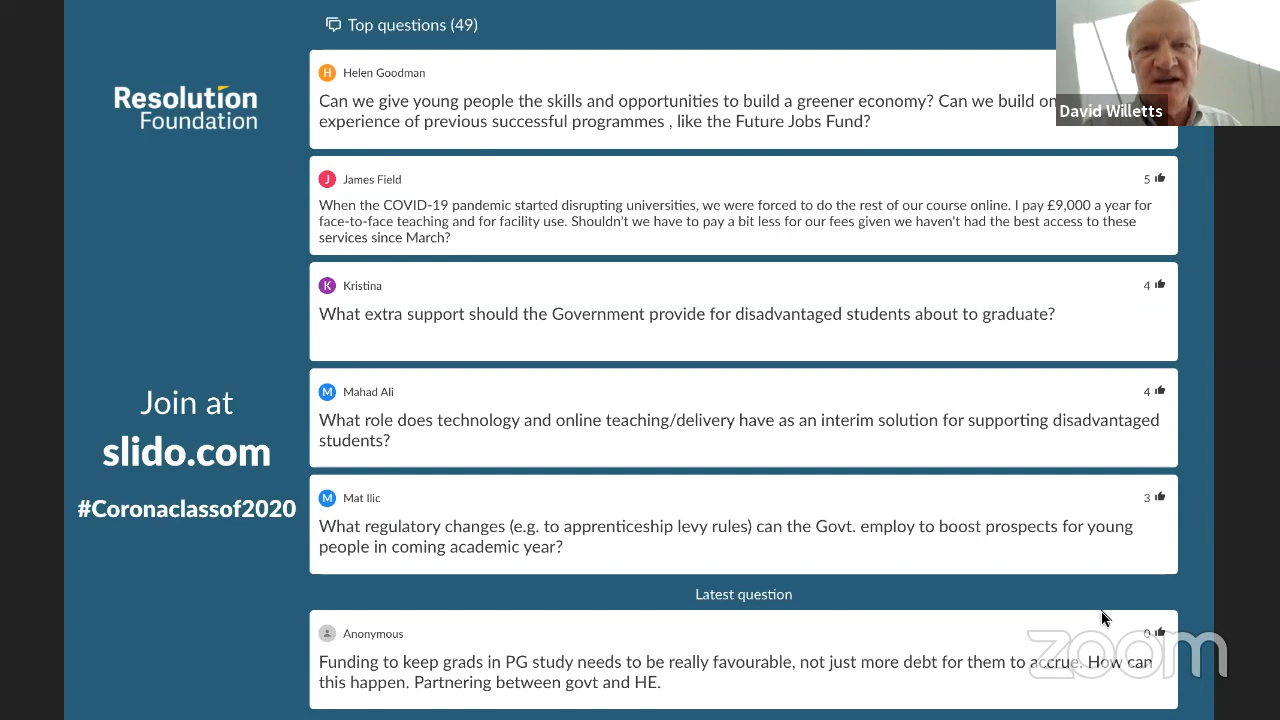 Top questions (49)
Resolution
Foundation
H Helen Goodman
Can we give young people the skills and opportunities to build a greener economy? Can we build on
experience of previous successful programmes , like the Future Jobs Fund?
David Willetts
J James Field
5
When the COVID-19 pandemic started disrupting universities, we were forced to do the rest of our course online. I pay £9,000 a year for
face-to-face teaching and for facility use. Shouldn't we have to pay a bit less for our fees given we haven't had the best access to these
services since March?
K Kristina
4
What extra support should the Government provide for disadvantaged students about to graduate?
M Mahad Ali
4
What role does technology and online teaching/delivery have as an interim solution for supporting disadvantaged
students?
Join at
slido.com
#Coronaclassof2020
M Mat Ilic
3
What regulatory changes (e.g. to apprenticeship levy rules) can the Govt. employ to boost prospects for young
people in coming academic year?
Latest question
Anonymous
0
Funding to keep grads in PG study needs to be really favourable, not just more debt for them to accrue. How can
this happen. Partnering between govt and HE.
zoom